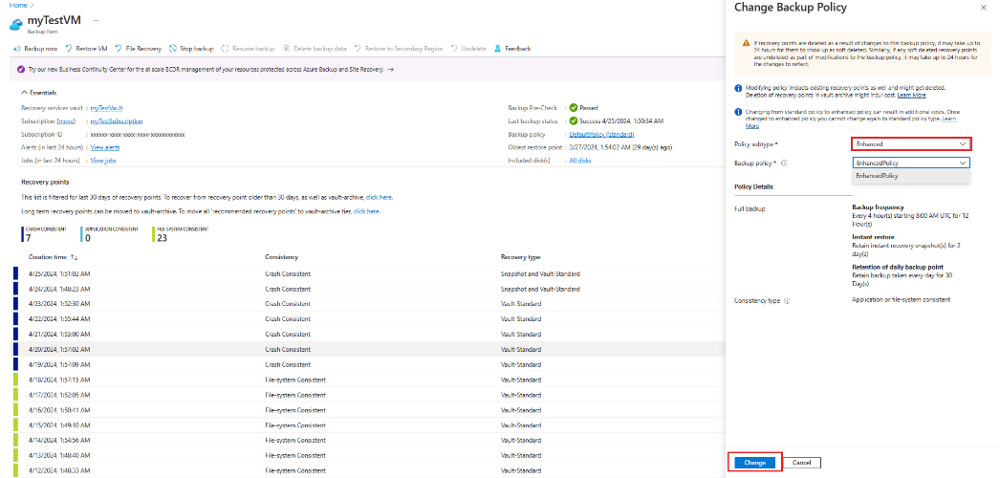 Home >
myTestVM ...
Backup Item
Backup now Restore VM File Recovery Stop backup Resume backup Delete backup data Restore to Secondary Region Undelete Feedback
Try our new Business Continuity Center for the at scale BCDR management of your resources protected across Azure Backup and Site Recovery. →
Essentials
Recovery services vault : myTestVault
Subscription (move) : myTestSubscription
Subscription ID : xxxxxx-xxxx-xxxx-xxxx-xxxxxxxxxxxx
Alerts (in last 24 hours) : View alerts
Jobs (in last 24 hours) : View jobs
Backup Pre-Check : Passed
Last backup status : Success 4/25/2024, 1:50:34 AM
Backup policy : DefaultPolicy (Standard)
Oldest restore point : 3/27/2024, 1:54:02 AM (29 day(s) ago)
Included disk(s) : All disks
Recovery points
This list is filtered for last 30 days of recovery points. To recover from recovery point older than 30 days, as well as vault-archive, click here.
Long term recovery points can be moved to vault-archive. To move all 'recommended recovery points' to vault-archive tier, click here.
CRASH CONSISTENT
7
APPLICATION CONSISTENT
0
FILE-SYSTEM CONSISTENT
23
Creation time ↑↓ Consistency Recovery type
4/25/2024, 1:51:02 AM Crash Consistent Snapshot and Vault-Standard
4/24/2024, 1:48:23 AM Crash Consistent Snapshot and Vault-Standard
4/23/2024, 1:52:30 AM Crash Consistent Vault-Standard
4/22/2024, 1:55:44 AM Crash Consistent Vault-Standard
4/21/2024, 1:53:00 AM Crash Consistent Vault-Standard
4/20/2024, 1:57:02 AM Crash Consistent Vault-Standard
4/19/2024, 1:57:09 AM Crash Consistent Vault-Standard
4/18/2024, 1:57:15 AM File-system Consistent Vault-Standard
4/17/2024, 1:52:05 AM File-system Consistent Vault-Standard
4/16/2024, 1:50:41 AM File-system Consistent Vault-Standard
4/15/2024, 1:49:10 AM File-system Consistent Vault-Standard
4/14/2024, 1:54:56 AM File-system Consistent Vault-Standard
4/13/2024, 1:48:40 AM File-system Consistent Vault-Standard
4/12/2024, 1:48:33 AM File-system Consistent Vault-Standard
Change Backup Policy
If recovery points are deleted as a result of changes to this backup policy, it may take up to
24 hours for them to show up as soft deleted. Similarly, if any soft deleted recovery points
are undeleted as part of modifications to the backup policy, it may take up to 24 hours for
the changes to reflect.
Modifying policy impacts existing recovery points as well and might get deleted.
Deletion of recovery points in vault-archive might incur cost. Learn More
Changing from standard policy to enhanced policy can result in additional costs. Once
changed to enhanced policy you cannot change again to standard policy type. Learn
More
Policy subtype * Enhanced
Backup policy * EnhancedPolicy
EnhancedPolicy
Policy Details
Full backup
Backup frequency
Every 4 hour(s) starting 8:00 AM UTC for 12
Hour(s)
Instant restore
Retain instant recovery snapshot(s) for 2
day(s)
Retention of daily backup point
Retain backup taken every day for 30
Day(s)
Consistency type Application or file-system consistent
Change Cancel